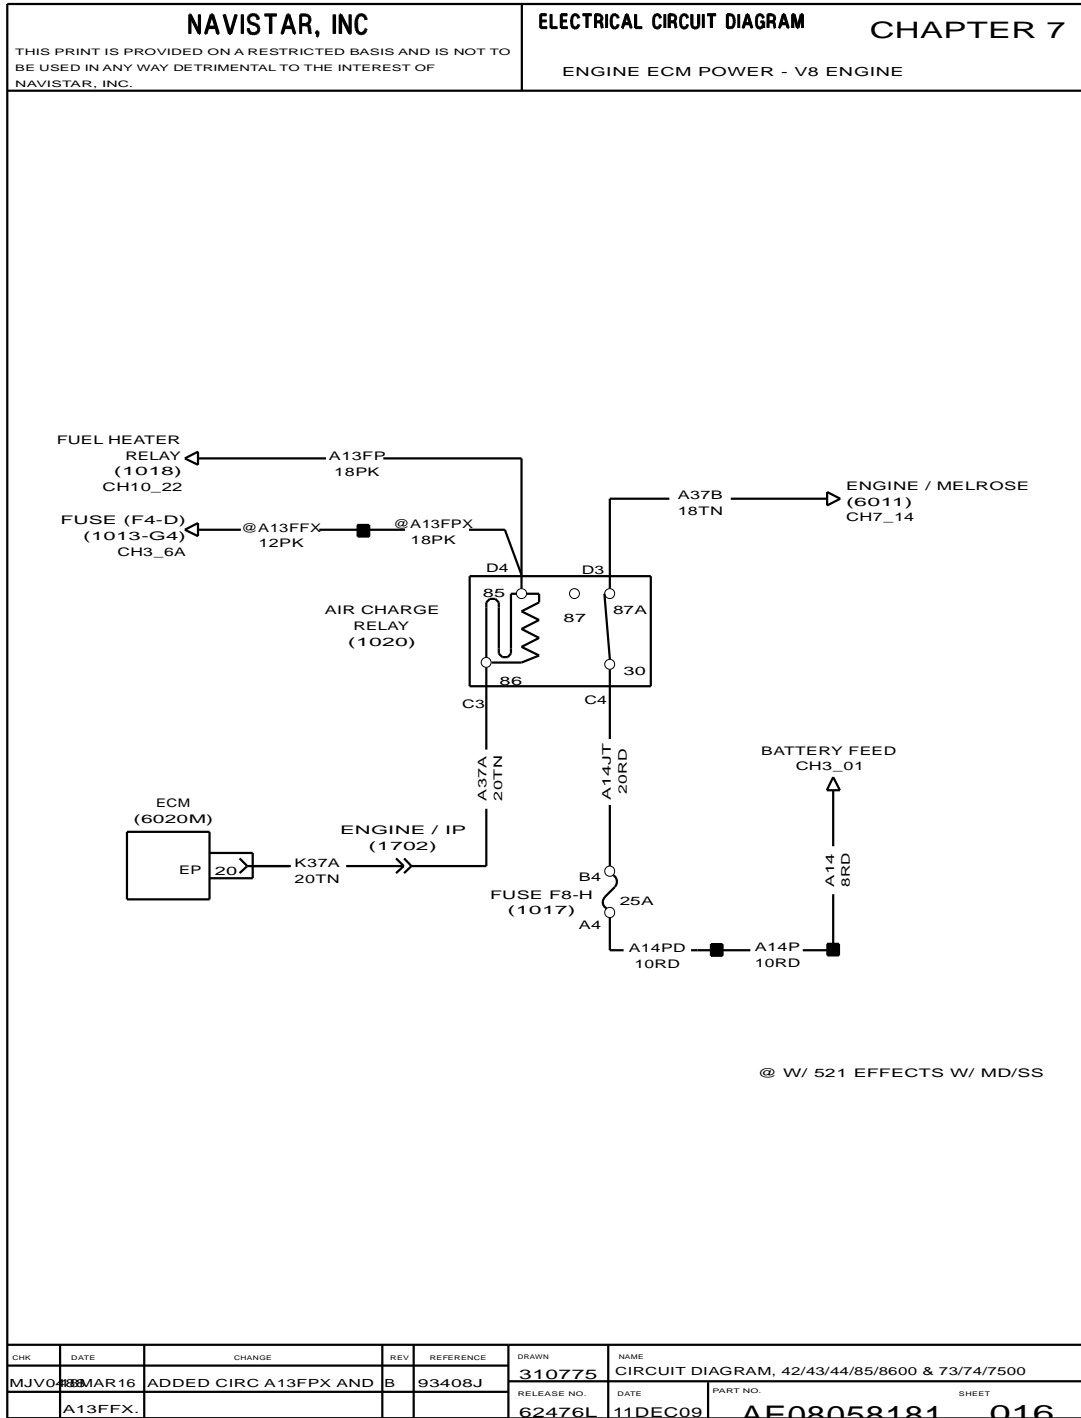 NAVISTAR, INC
THIS PRINT IS PROVIDED ON A RESTRICTED BASIS AND IS NOT TO
BE USED IN ANY WAY DETRIMENTAL TO THE INTEREST OF
NAVISTAR, INC.
ELECTRICAL CIRCUIT DIAGRAM
CHAPTER 7
ENGINE ECM POWER - V8 ENGINE
FUEL HEATER
RELAY
(1018)
CH10_22
A13FP
18PK
FUSE (F4-D)
(1013-G4)
CH3_6A
@A13FFX
12PK
@A13FPX
18PK
A37B
18TN
ENGINE / MELROSE
(6011)
CH7_14
D4
D3
AIR CHARGE
RELAY
(1020)
85
87
87A
86
30
C3
C4
A37A
20TN
A14JT
20RD
BATTERY FEED
CH3_01
A14
8RD
ECM
(6020M)
EP
20
K37A
20TN
ENGINE / IP
(1702)
B4
FUSE F8-H
(1017)
25A
A4
A14PD
10RD
A14P
10RD
@ W/ 521 EFFECTS W/ MD/SS
CHK
DATE
CHANGE
REV
REFERENCE
16MAR16
ADDED CIRC A13FPX AND
B
93408J
A13FFX.
DRAWN
310775
NAME
CIRCUIT DIAGRAM, 42/43/44/85/8600 & 73/74/7500
RELEASE NO.
62476L
DATE
11DEC09
PART NO.
AE08058181
SHEET
016